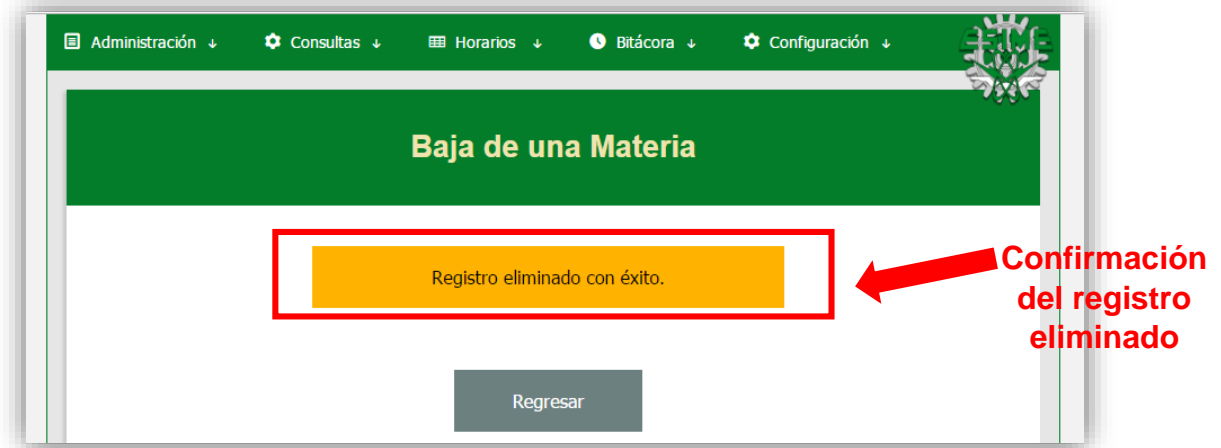 Administración ↓ Consultas ↓ Horarios ↓ Bitácora ↓ Configuración ↓
Baja de una Materia
Registro eliminado con éxito.
Confirmación
del registro
eliminado
Regresar